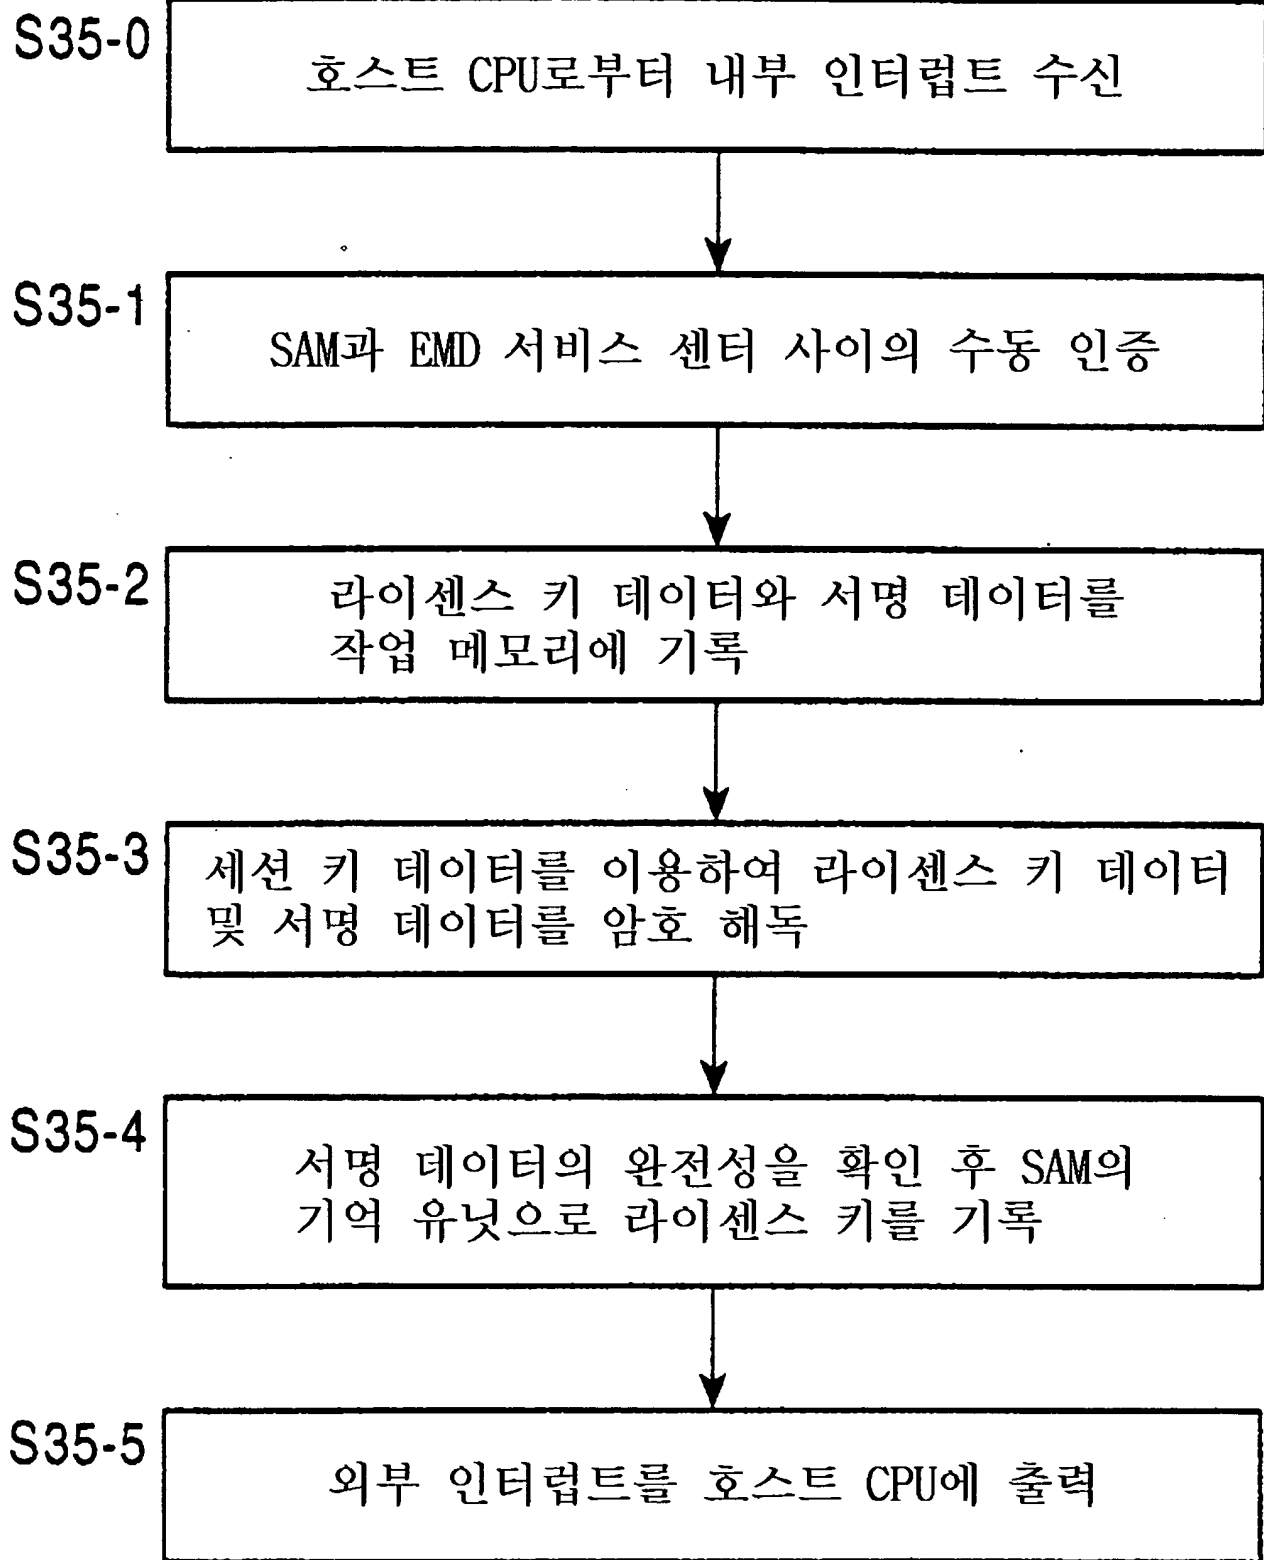 S35-0
호스트 CPU로부터 내부 인터럽트 수신
S35-1
SAM과 EMD 서비스 센터 사이의 수동 인증
S35-2
라이센스 키 데이터와 서명 데이터를
작업 메모리에 기록
S35-3
세션 키 데이터를 이용하여 라이센스 키 데이터
및 서명 데이터를 암호 해독
S35-4
서명 데이터의 완전성을 확인 후 SAM의
기억 유닛으로 라이센스 키를 기록
S35-5
외부 인터럽트를 호스트 CPU에 출력